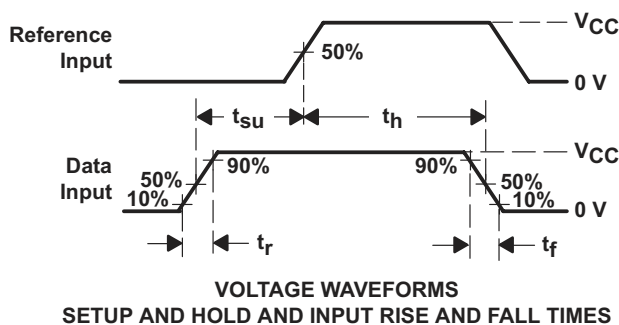 Reference
Input
50%
VCC
0 V
tsu
th
Data
Input
50%
10%
90%
90%
VCC
50%
10%
0 V
tr
tf
VOLTAGE WAVEFORMS
SETUP AND HOLD AND INPUT RISE AND FALL TIMES